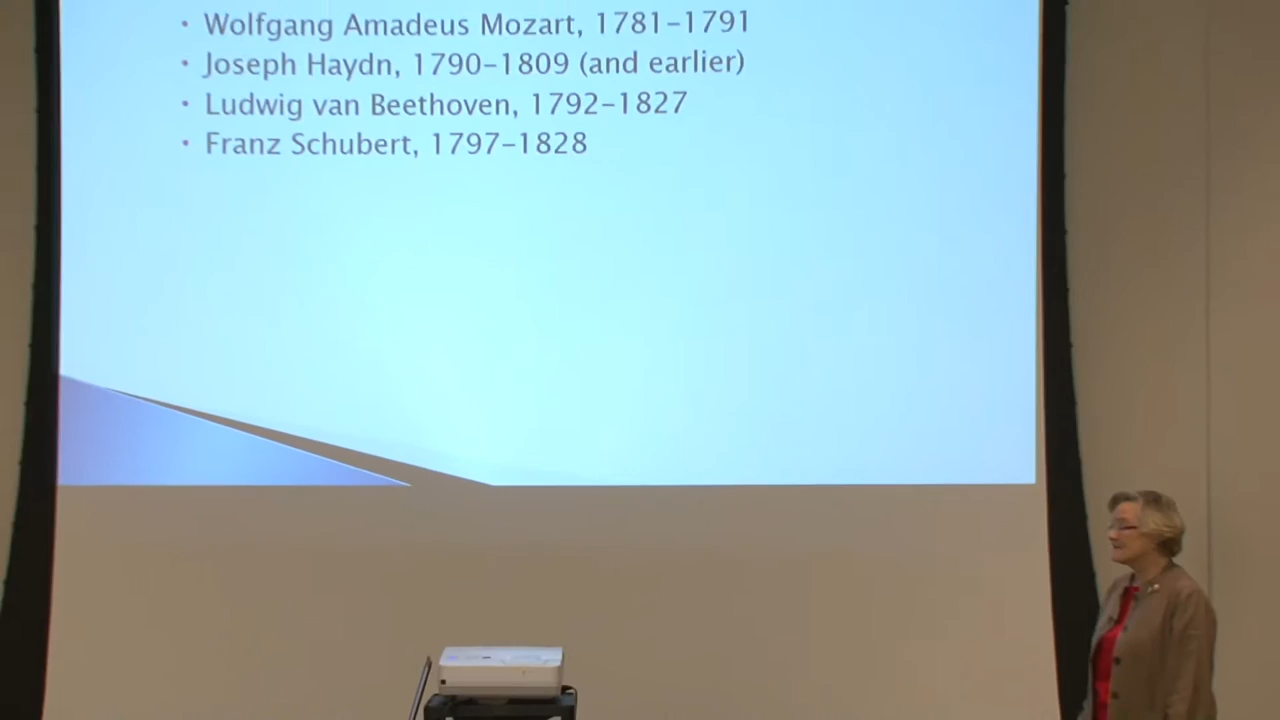 • Wolfgang Amadeus Mozart, 1781–1791
• Joseph Haydn, 1790–1809 (and earlier)
• Ludwig van Beethoven, 1792–1827
• Franz Schubert, 1797–1828